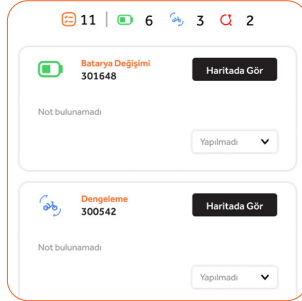 11 | 6 3 2
Batarya Değişimi
301648
Haritada Gör
Not bulunamadı
Yapılmadı
Dengeleme
300542
Haritada Gör
Not bulunamadı
Yapılmadı